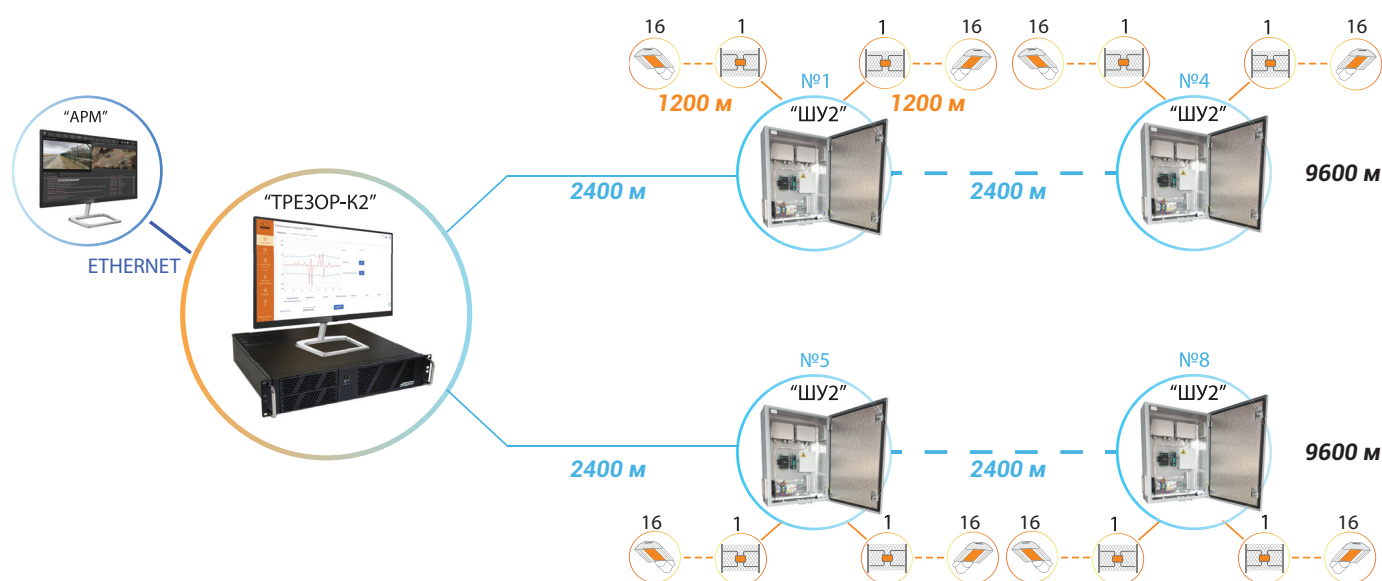 16 1 1 16 16 1 1 16
№1 №4
1200 м 1200 м
"АРМ" "ШУ2" "ШУ2"
2400 м 2400 м 9600 м
"ТРЕЗОР-К2"
ETHERNET
№5 №8
"ШУ2" "ШУ2"
2400 м 2400 м 9600 м
16 1 1 16 16 1 1 16